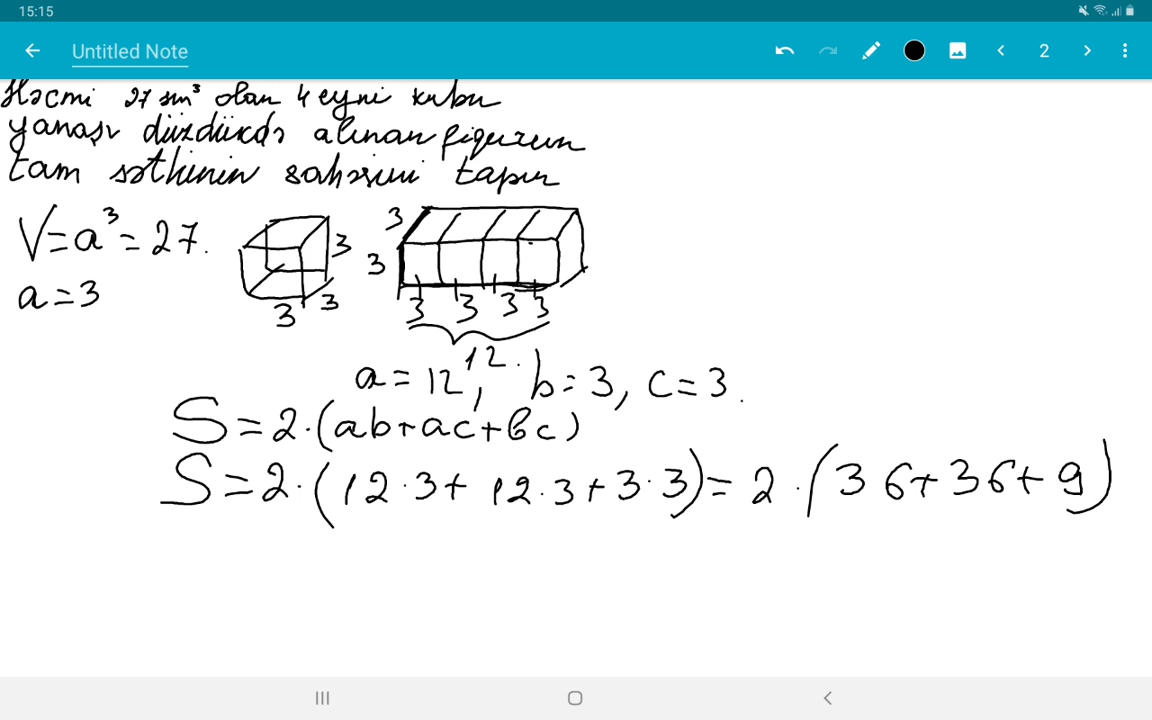 15:15
Untitled Note
2
Həcmi 27 sm³ olan 4 eyni kubu
yanaşı düzdükdə alınan fiqurun
tam səthinin sahəsini tapın
V=a³=27.
a=3
3
3
3
3
3
3 3 3 3
12.
a=12, b=3, c=3.
S=2·(ab+ac+bc)
S=2·(12·3+12·3+3·3)=2·(36+36+9)